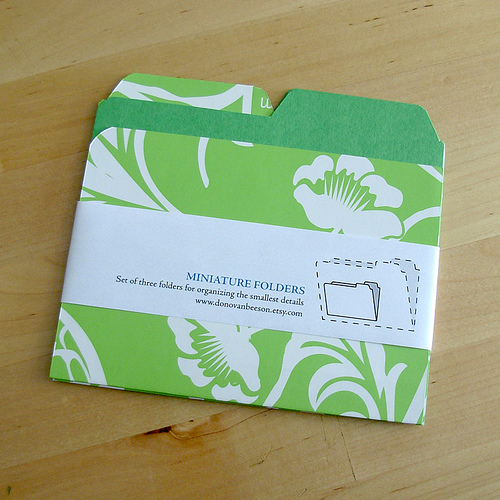 MINIATURE FOLDERS
Set of three folders for organizing the smallest details
www.donovanbeeson.etsy.com